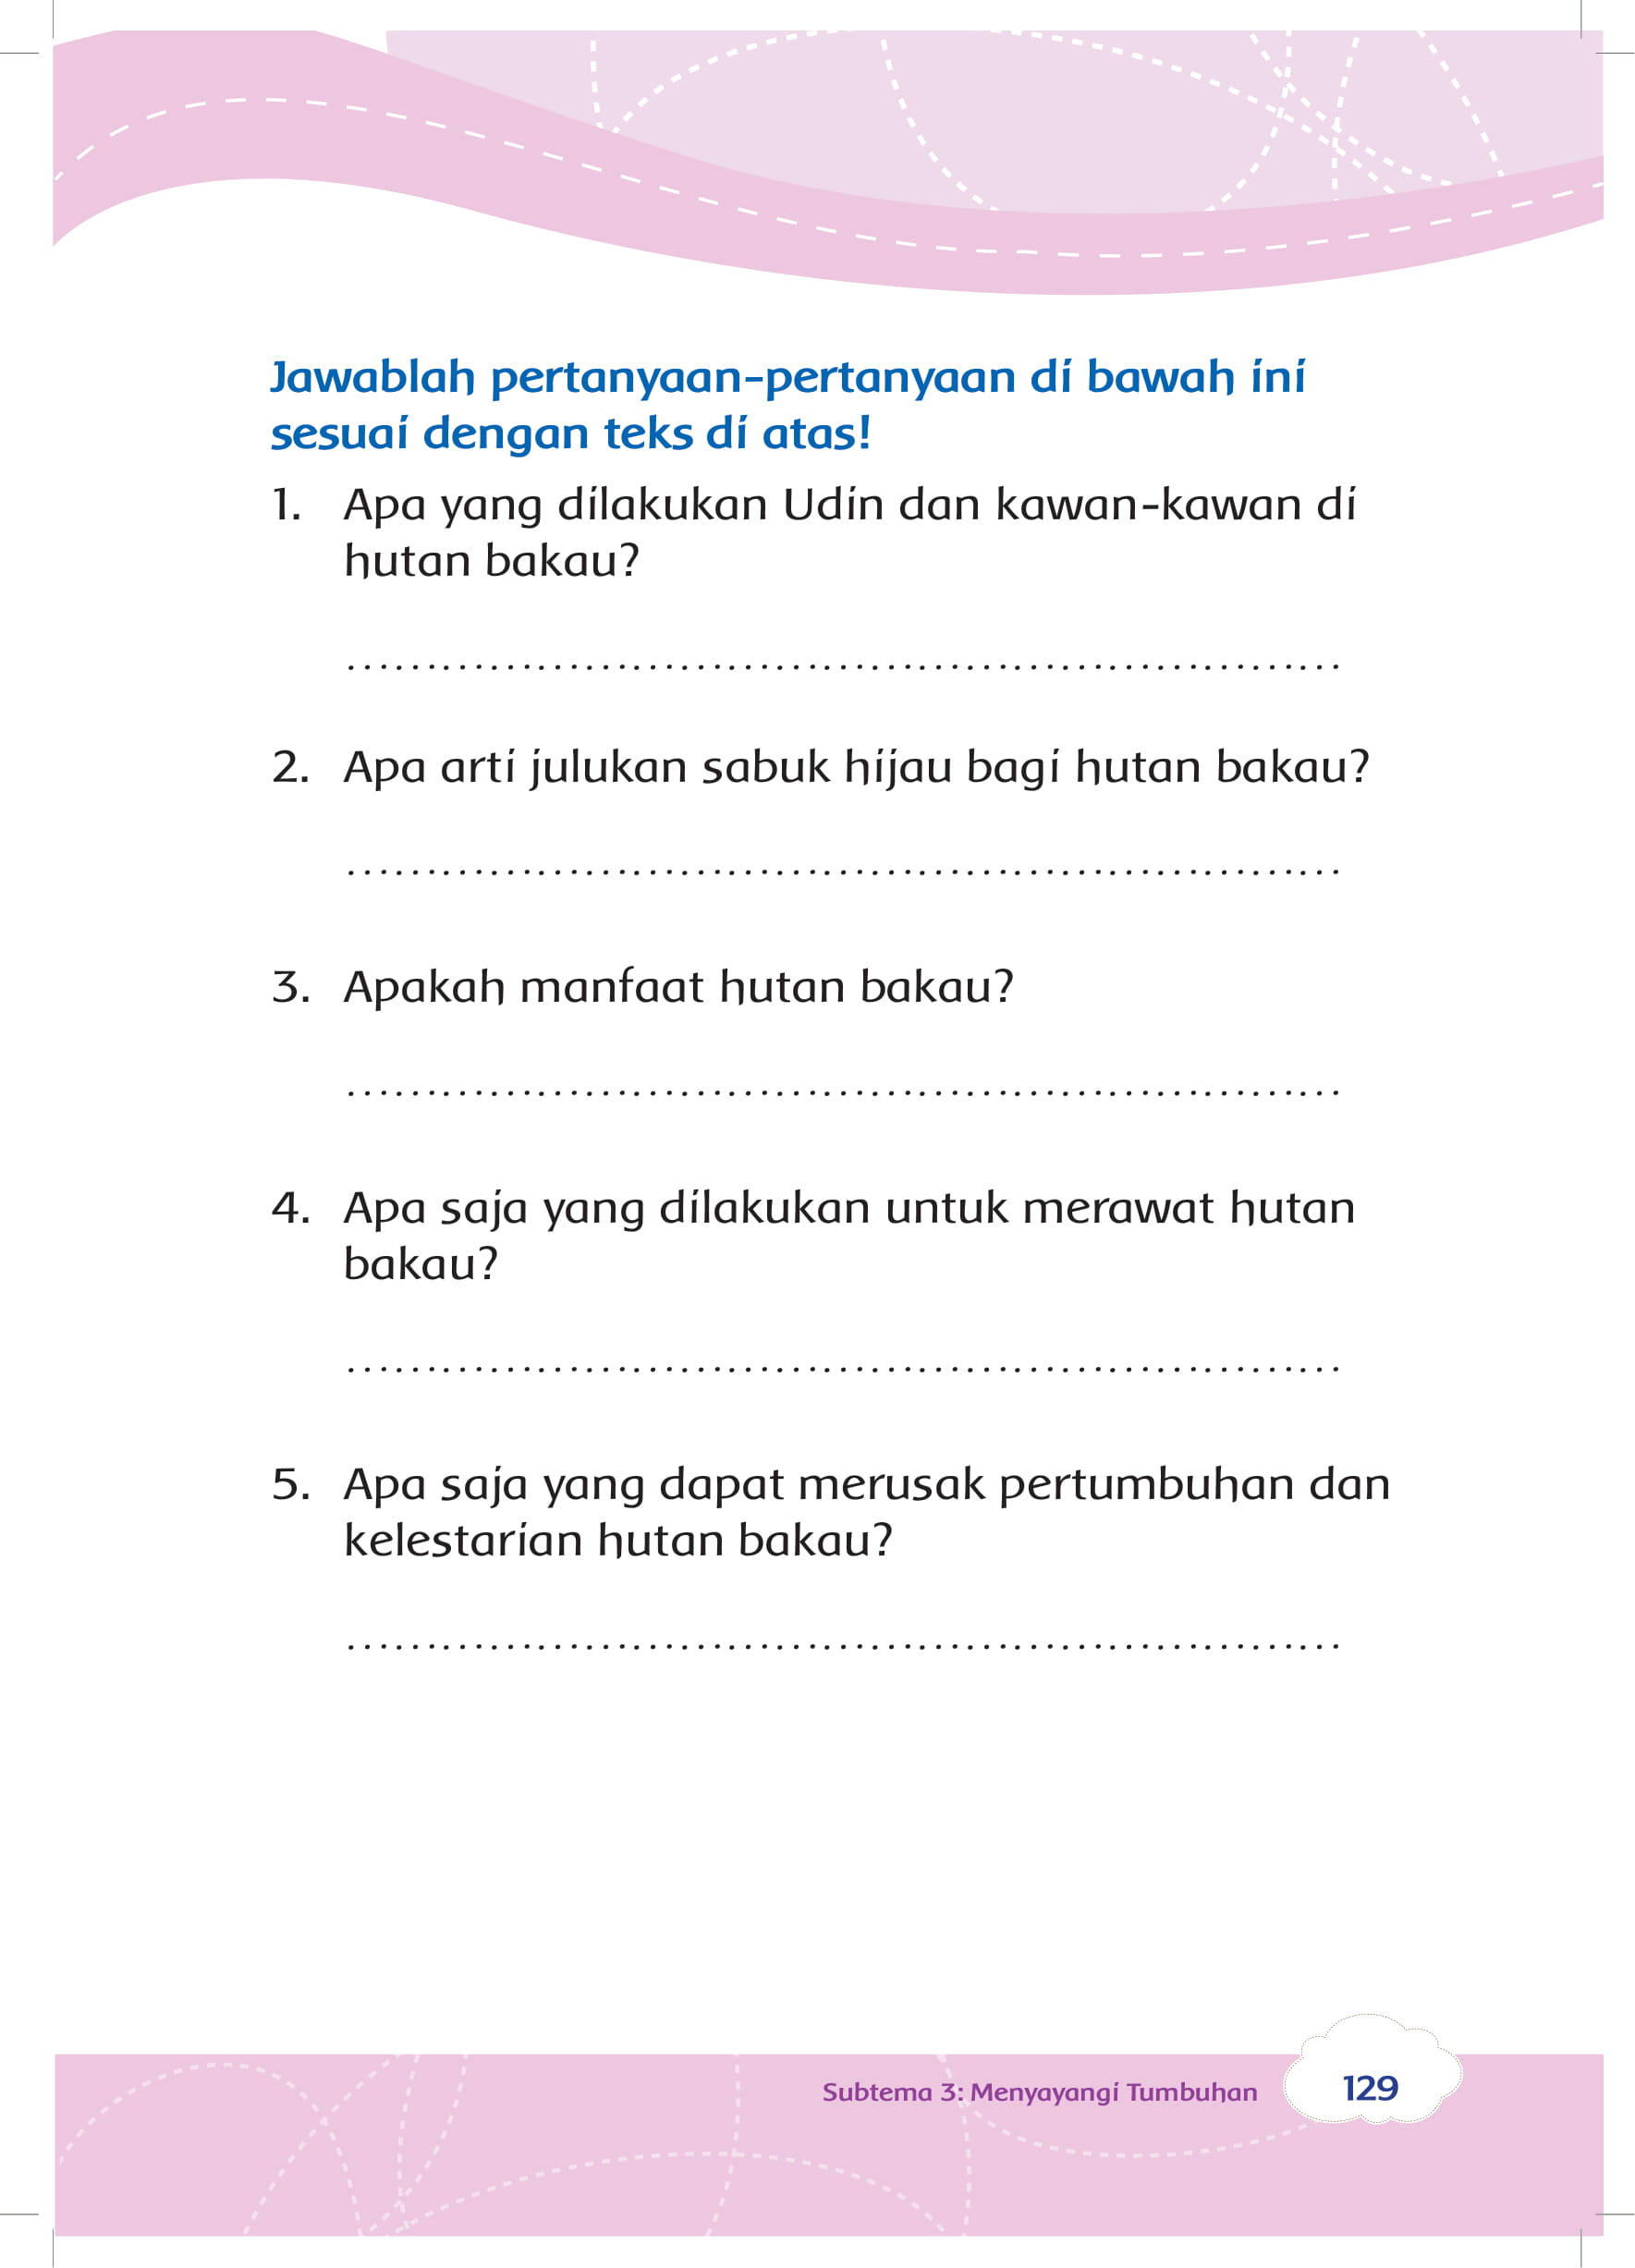 Jawablah pertanyaan-pertanyaan di bawah ini
sesuai dengan teks di atas!
1. Apa yang dilakukan Udin dan kawan-kawan di
hutan bakau?
................................................................
2. Apa arti julukan sabuk hijau bagi hutan bakau?
................................................................
3. Apakah manfaat hutan bakau?
................................................................
4. Apa saja yang dilakukan untuk merawat hutan
bakau?
................................................................
5. Apa saja yang dapat merusak pertumbuhan dan
kelestarian hutan bakau?
................................................................
Subtema 3: Menyayangi Tumbuhan
129